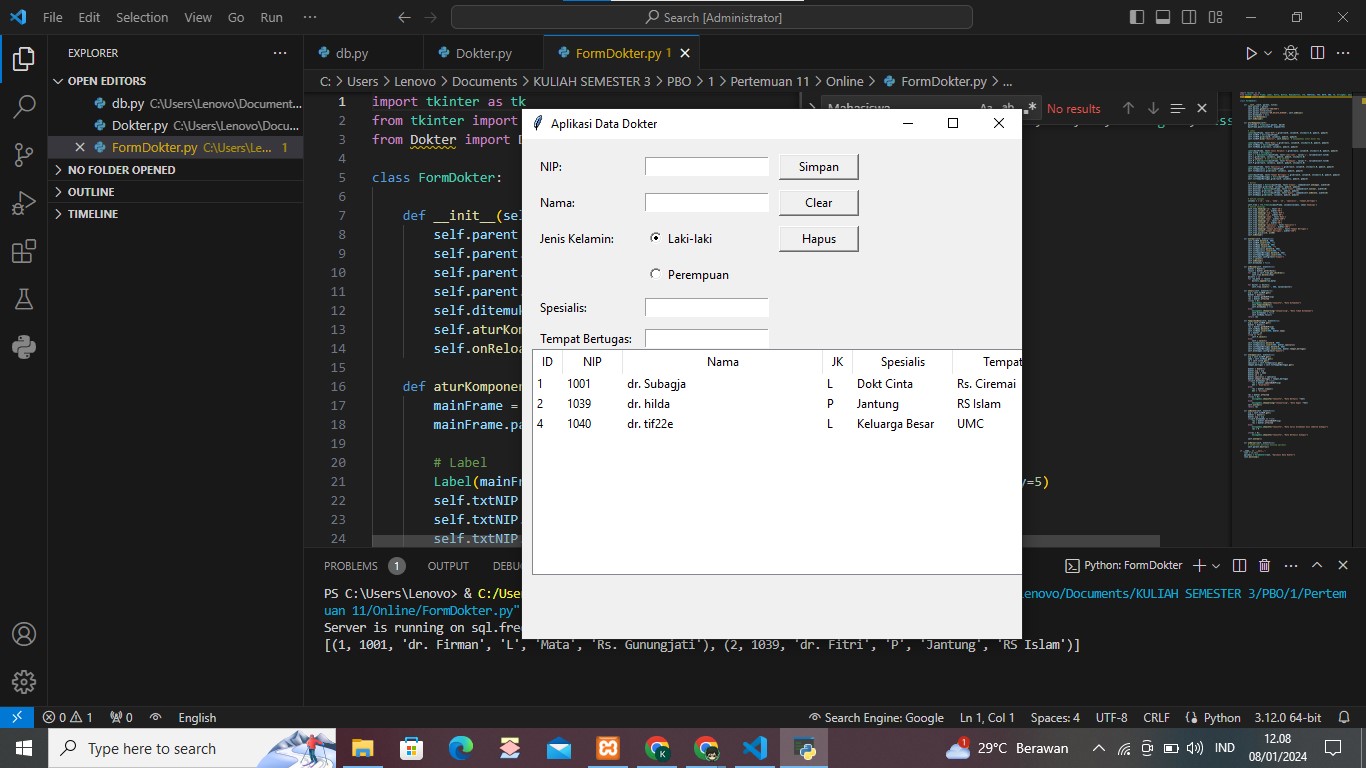 File Edit Selection View Go Run ··· Search [Administrator]
EXPLORER
OPEN EDITORS
db.py C:\Users\Lenovo\Document...
Dokter.py C:\Users\Lenovo\Docu...
FormDokter.py C:\Users\Le... 1
NO FOLDER OPENED
OUTLINE
TIMELINE
db.py Dokter.py FormDokter.py 1
C: > Users > Lenovo > Documents > KULIAH SEMESTER 3 > PBO > 1 > Pertemuan 11 > Online > FormDokter.py > ...
Mahasiswa Aa ab No results
1 import tkinter as tk
2 from tkinter import
3 from Dokter import D
4
5 class FormDokter:
6
7 def __init__(sel
8 self.parent
9 self.parent.
10 self.parent.
11 self.parent.
12 self.ditemuk
13 self.aturKom
14 self.onReloa
15
16 def aturKomponen
17 mainFrame =
18 mainFrame.pa
19
20 # Label
21 Label(mainFr y=5)
22 self.txtNIP
23 self.txtNIP.
24 self.txtNIP.
Aplikasi Data Dokter
NIP: Simpan
Nama: Clear
Jenis Kelamin: Laki-laki Hapus
Perempuan
Spesialis:
Tempat Bertugas:
ID NIP Nama JK Spesialis Tempat
1 1001 dr. Subagja L Dokt Cinta Rs. Ciremai
2 1039 dr. hilda P Jantung RS Islam
4 1040 dr. tif22e L Keluarga Besar UMC
PROBLEMS 1 OUTPUT DEBU Python: FormDokter
PS C:\Users\Lenovo> & C:/User enovo/Documents/KULIAH SEMESTER 3/PBO/1/Pertem
uan 11/Online/FormDokter.py"
Server is running on sql.free
[(1, 1001, 'dr. Firman', 'L', 'Mata', 'Rs. Gunungjati'), (2, 1039, 'dr. Fitri', 'P', 'Jantung', 'RS Islam')]
0 1 0 English Search Engine: Google Ln 1, Col 1 Spaces: 4 UTF-8 CRLF Python 3.12.0 64-bit
Type here to search 1 29°C Berawan IND 12.08
08/01/2024